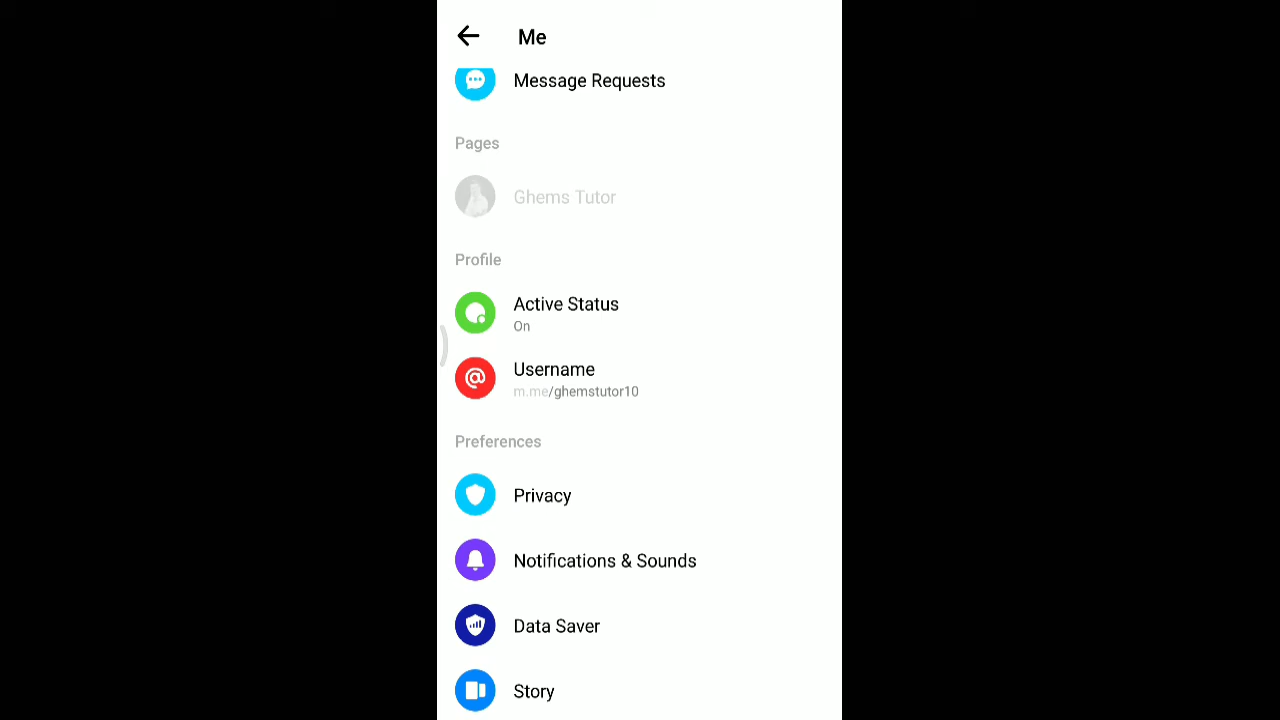 Me
Message Requests
Pages
Ghems Tutor
Profile
Active Status
On
Username
m.me/ghemstutor10
Preferences
Privacy
Notifications & Sounds
Data Saver
Story